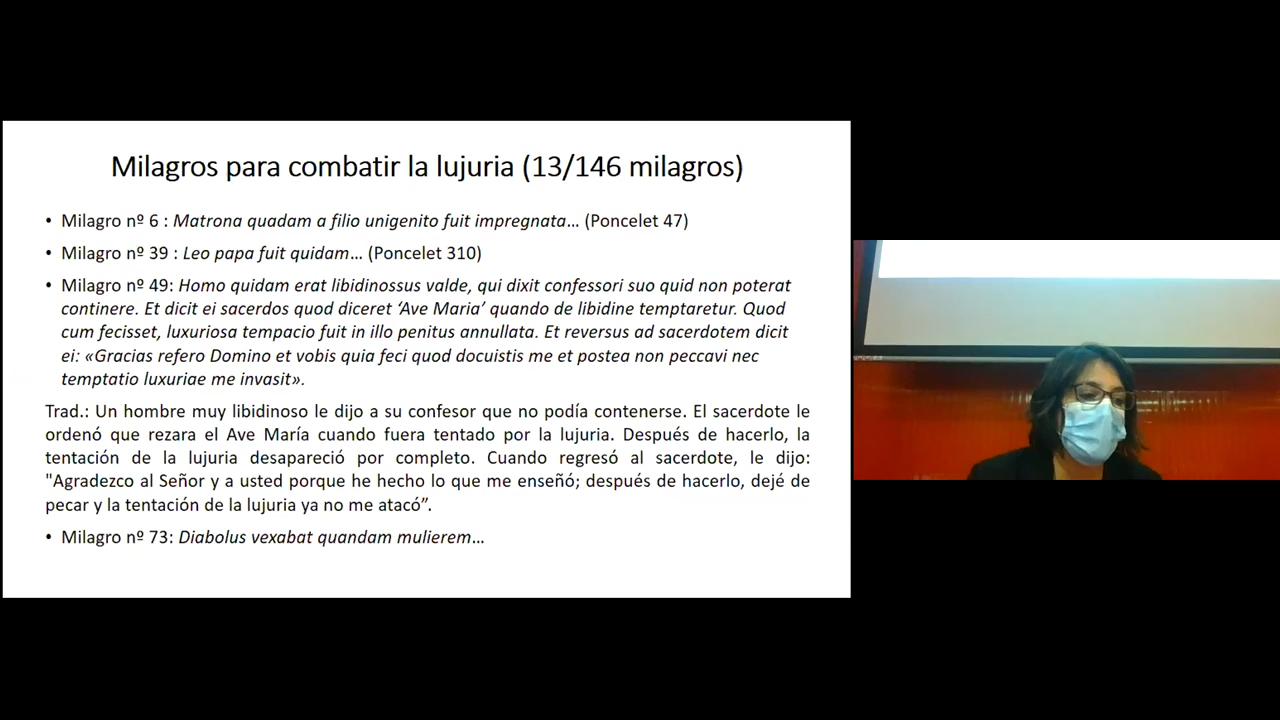 Milagros para combatir la lujuria (13/146 milagros)
• Milagro nº 6 : Matrona quadam a filio unigenito fuit impregnata… (Poncelet 47)
• Milagro nº 39 : Leo papa fuit quidam… (Poncelet 310)
• Milagro nº 49: Homo quidam erat libidinossus valde, qui dixit confessori suo quid non poterat
continere. Et dicit ei sacerdos quod diceret ‘Ave Maria’ quando de libidine temptaretur. Quod
cum fecisset, luxuriosa tempacio fuit in illo penitus annullata. Et reversus ad sacerdotem dicit
ei: «Gracias refero Domino et vobis quia feci quod docuistis me et postea non peccavi nec
temptatio luxuriae me invasit».
Trad.: Un hombre muy libidinoso le dijo a su confesor que no podía contenerse. El sacerdote le
ordenó que rezara el Ave María cuando fuera tentado por la lujuria. Después de hacerlo, la
tentación de la lujuria desapareció por completo. Cuando regresó al sacerdote, le dijo:
"Agradezco al Señor y a usted porque he hecho lo que me enseñó; después de hacerlo, dejé de
pecar y la tentación de la lujuria ya no me atacó”.
• Milagro nº 73: Diabolus vexabat quandam mulierem…